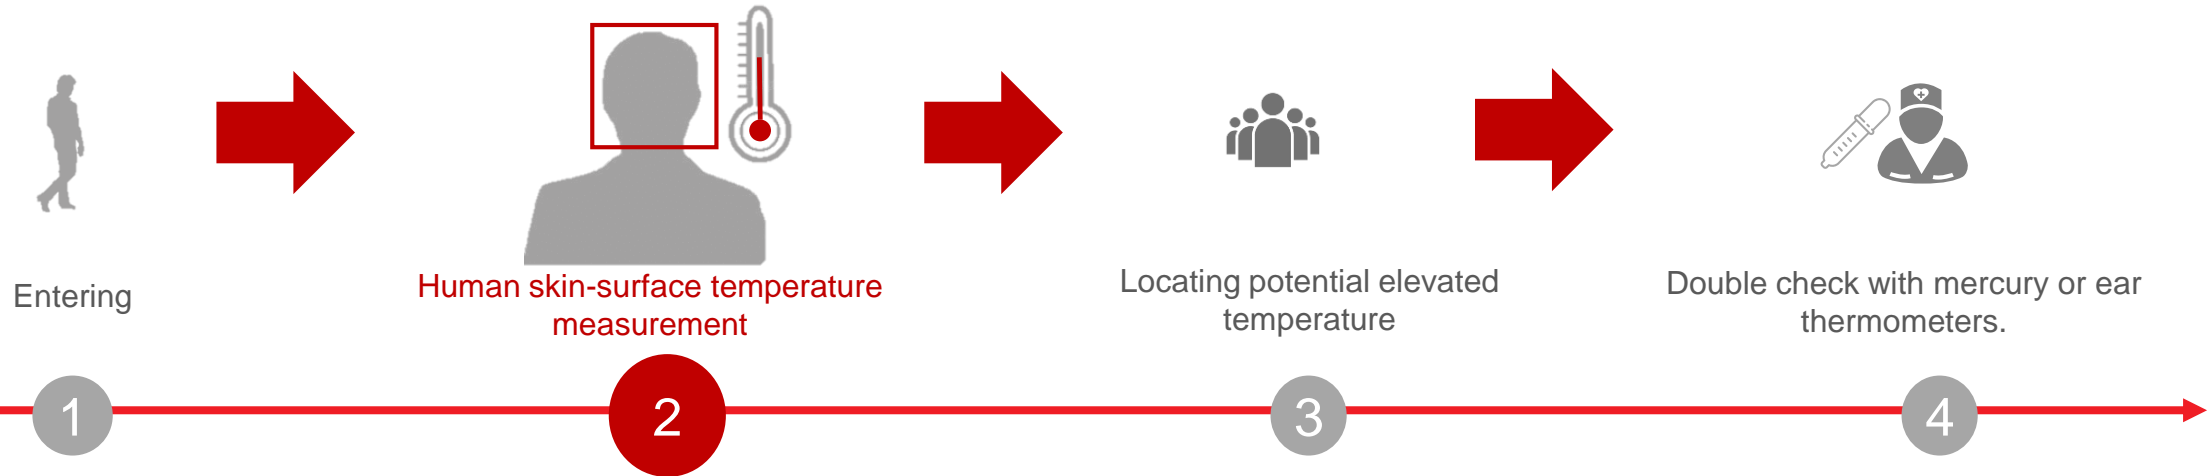 Entering
Human skin-surface temperature
measurement
Locating potential elevated
temperature
Double check with mercury or ear
thermometers.
1
2
3
4